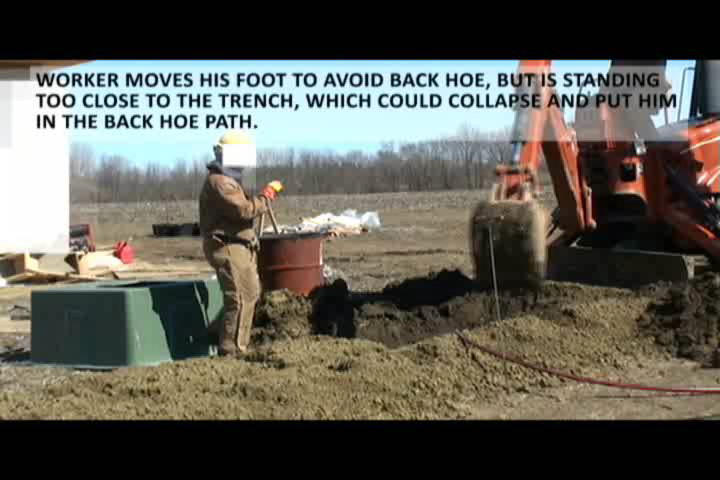 WORKER MOVES HIS FOOT TO AVOID BACK HOE, BUT IS STANDING
TOO CLOSE TO THE TRENCH, WHICH COULD COLLAPSE AND PUT HIM
IN THE BACK HOE PATH.